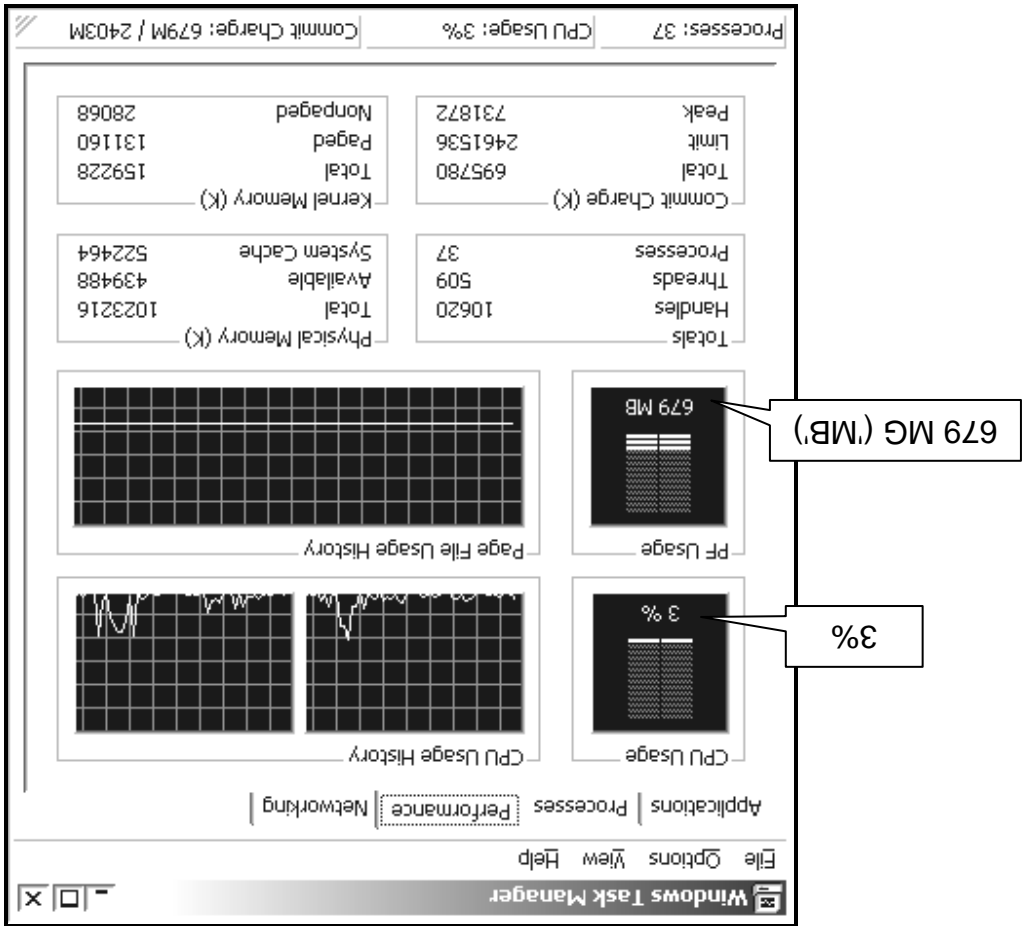 Windows Task Manager
File Options View Help
Applications Processes Performance Networking
CPU Usage
CPU Usage History
3 %
3%
PF Usage
Page File Usage History
679 MB
679 MG ('MB')
Totals
Handles 10620
Threads 509
Processes 37
Physical Memory (K)
Total 1023216
Available 439488
System Cache 522464
Commit Charge (K)
Total 695780
Limit 2461536
Peak 731872
Kernel Memory (K)
Total 159228
Paged 131160
Nonpaged 28068
Processes: 37
CPU Usage: 3%
Commit Charge: 679M / 2403M